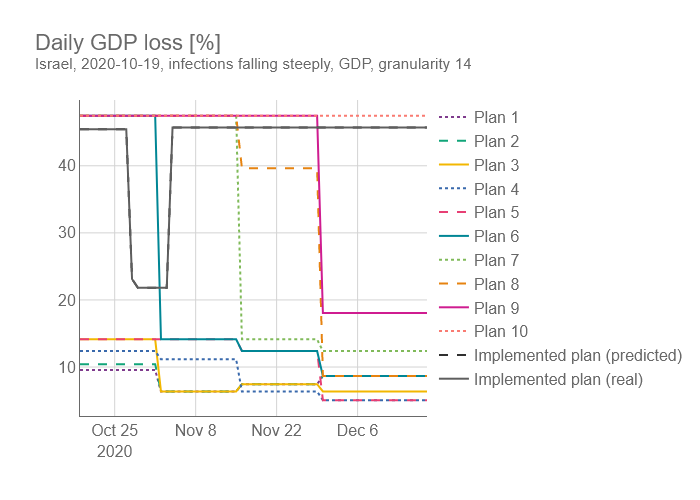 Daily GDP loss [%]
Israel, 2020-10-19, infections falling steeply, GDP, granularity 14
40
30
20
10
Oct 25
2020
Nov 8
Nov 22
Dec 6
Plan 1
Plan 2
Plan 3
Plan 4
Plan 5
Plan 6
Plan 7
Plan 8
Plan 9
Plan 10
Implemented plan (predicted)
Implemented plan (real)